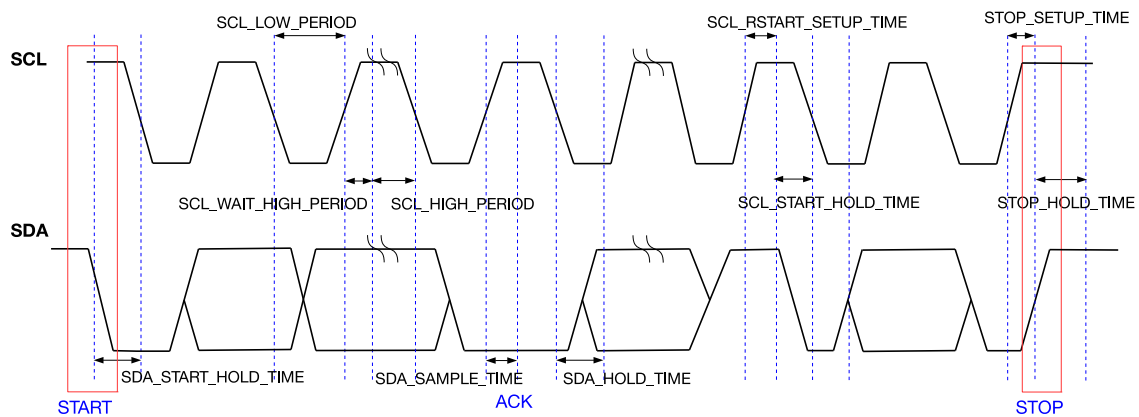 SCL_LOW_PERIOD
SCL_RSTART_SETUP_TIME
STOP_SETUP_TIME
SCL
SCL_WAIT_HIGH_PERIOD
SCL_HIGH_PERIOD
SCL_START_HOLD_TIME
STOP_HOLD_TIME
SDA
SDA_START_HOLD_TIME
SDA_SAMPLE_TIME
SDA_HOLD_TIME
START
ACK
STOP